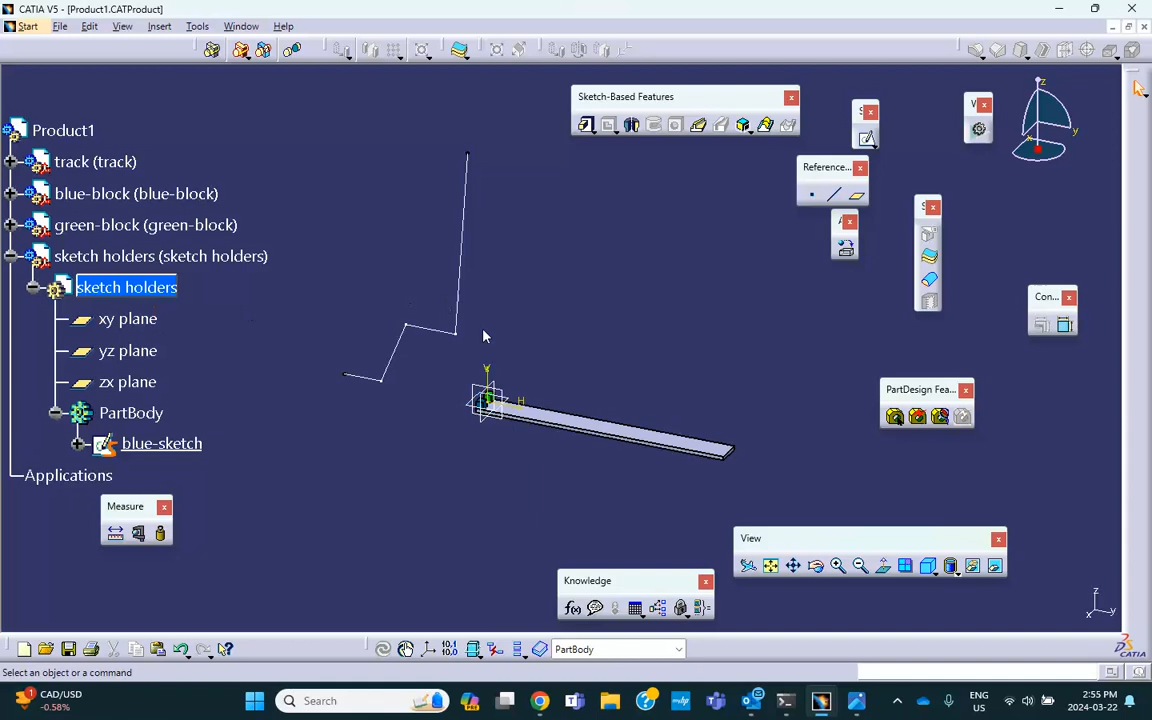 CATIA V5 - [Product1.CATProduct]
Start File Edit View Insert Tools Window Help
Product1
track (track)
blue-block (blue-block)
green-block (green-block)
sketch holders (sketch holders)
sketch holders
xy plane
yz plane
zx plane
PartBody
blue-sketch
Applications
Measure
Sketch-Based Features
S
V
Reference...
A
S
Con...
PartDesign Fea...
View
Knowledge
f(x)
V
H
z
y
x
z
y
x
PartBody
CATIA
Select an object or a command
CAD/USD
-0.58%
1
Search
ENG
US
2:55 PM
2024-03-22